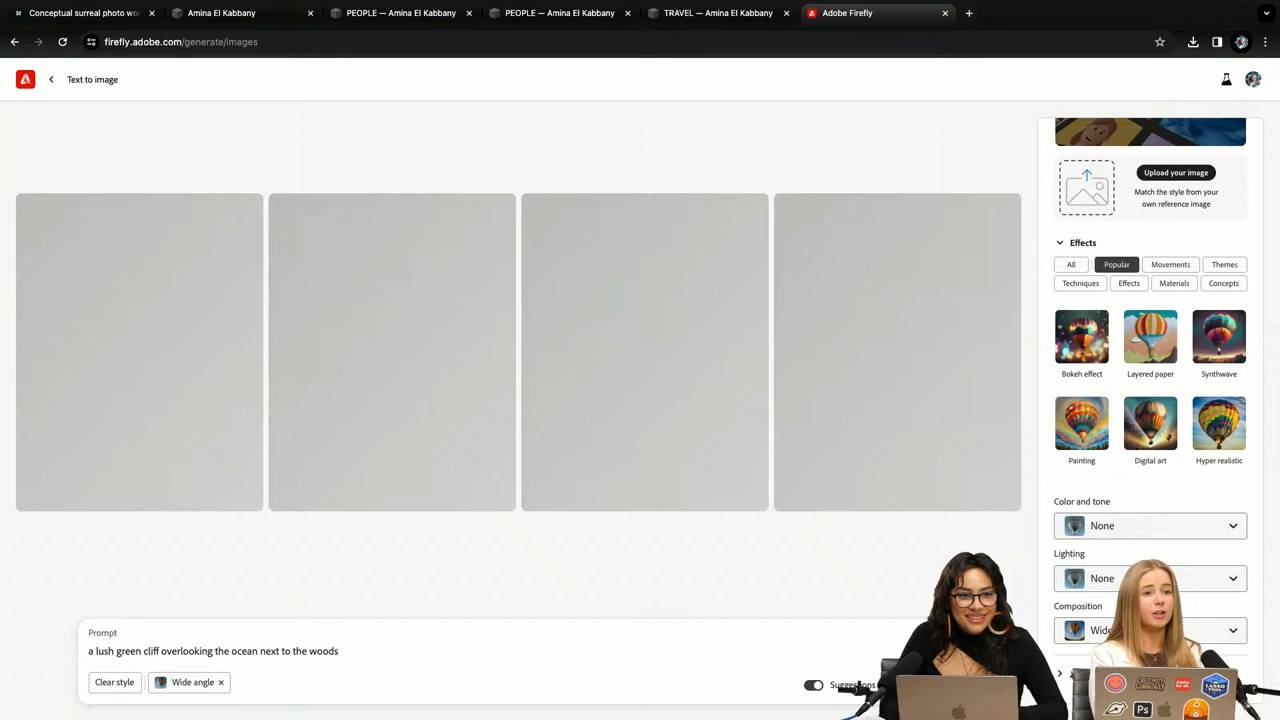 Conceptual surreal photo wo
Amina El Kabbany
PEOPLE — Amina El Kabbany
PEOPLE — Amina El Kabbany
TRAVEL — Amina El Kabbany
Adobe Firefly
firefly.adobe.com/generate/images
Text to image
Upload your image
Match the style from your
own reference image
Effects
All Popular Movements Themes
Techniques Effects Materials Concepts
Bokeh effect Layered paper Synthwave
Painting Digital art Hyper realistic
Color and tone
None
Lighting
None
Composition
Prompt
a lush green cliff overlooking the ocean next to the woods
Clear style Wide angle
Ps
LASSO
TOOL